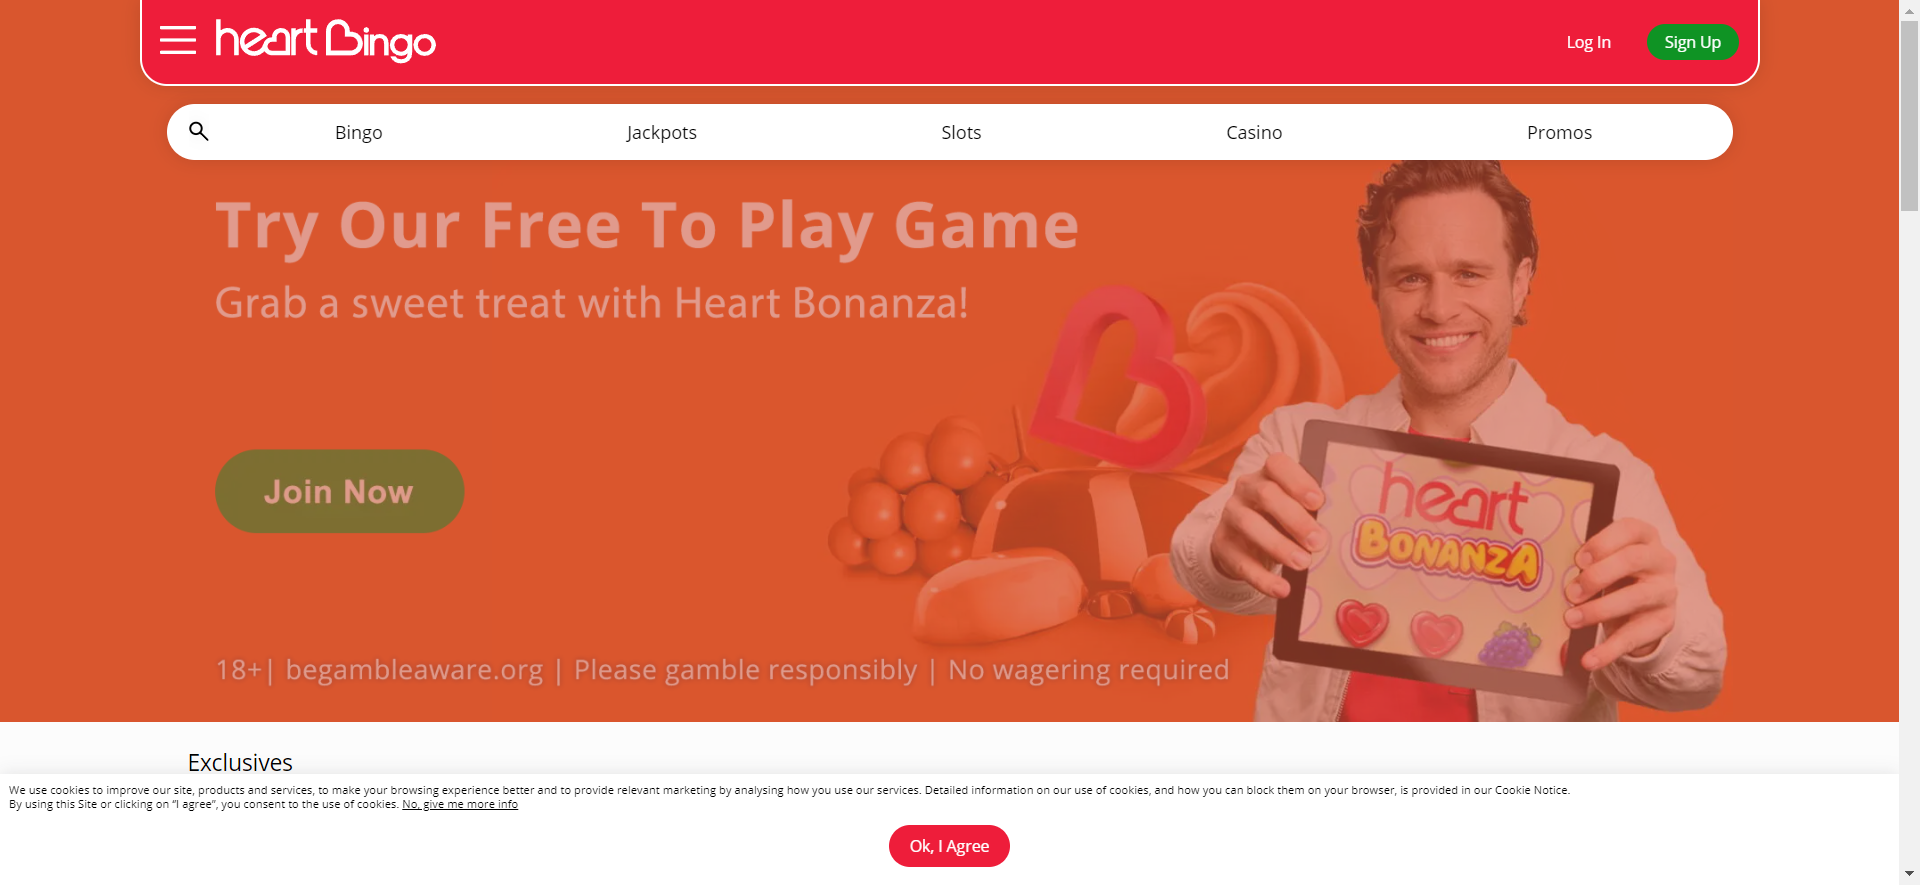 heart Bingo
Log In
Sign Up
Bingo
Jackpots
Slots
Casino
Promos
Try Our Free To Play Game
Grab a sweet treat with Heart Bonanza!
Join Now
heart
BONANZA
18+| begambleaware.org | Please gamble responsibly | No wagering required
Exclusives
We use cookies to improve our site, products and services, to make your browsing experience better and to provide relevant marketing by analysing how you use our services. Detailed information on our use of cookies, and how you can block them on your browser, is provided in our Cookie Notice.
By using this Site or clicking on “I agree”, you consent to the use of cookies. No, give me more info
Ok, I Agree